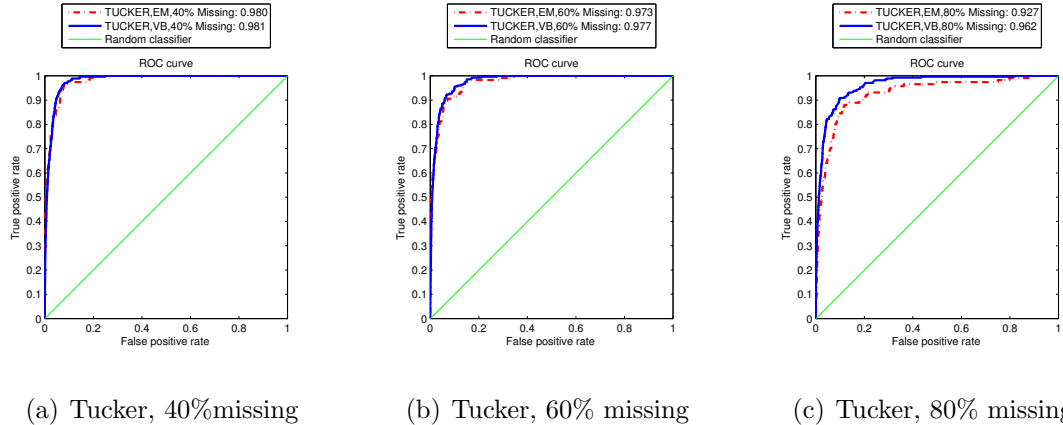 TUCKER,EM,40% Missing: 0.980
TUCKER,VB,40% Missing: 0.981
Random classifier
ROC curve
1
0.9
0.8
0.7
0.6
0.5
0.4
0.3
0.2
0.1
0
True positive rate
0 0.2 0.4 0.6 0.8 1
False positive rate
(a) Tucker, 40%missing
TUCKER,EM,60% Missing: 0.973
TUCKER,VB,60% Missing: 0.977
Random classifier
ROC curve
1
0.9
0.8
0.7
0.6
0.5
0.4
0.3
0.2
0.1
0
True positive rate
0 0.2 0.4 0.6 0.8 1
False positive rate
(b) Tucker, 60% missing
TUCKER,EM,80% Missing: 0.927
TUCKER,VB,80% Missing: 0.962
Random classifier
ROC curve
1
0.9
0.8
0.7
0.6
0.5
0.4
0.3
0.2
0.1
0
True positive rate
0 0.2 0.4 0.6 0.8 1
False positive rate
(c) Tucker, 80% missing